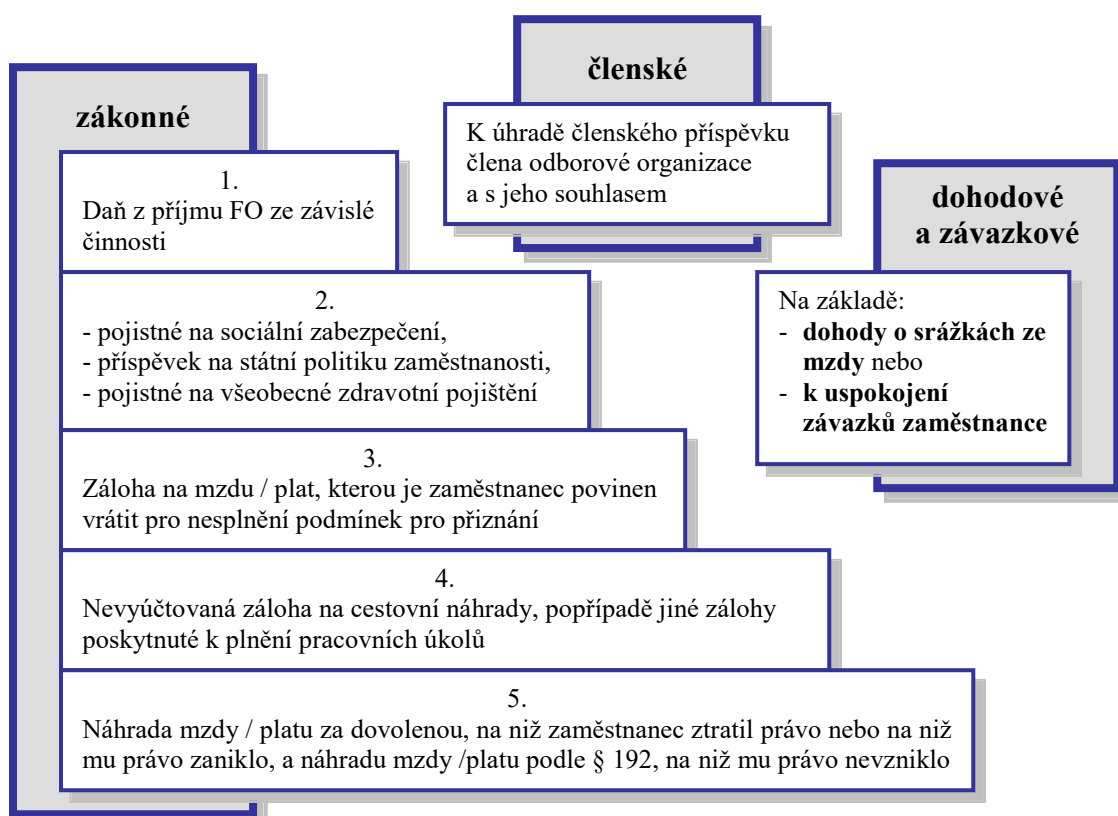 zákonné
1.
Daň z příjmu FO ze závislé
činnosti
2.
- pojistné na sociální zabezpečení,
- příspěvek na státní politiku zaměstnanosti,
- pojistné na všeobecné zdravotní pojištění
3.
Záloha na mzdu / plat, kterou je zaměstnanec povinen
vrátit pro nesplnění podmínek pro přiznání
4.
Nevyúčtovaná záloha na cestovní náhrady, popřípadě jiné zálohy
poskytnuté k plnění pracovních úkolů
5.
Náhrada mzdy / platu za dovolenou, na niž zaměstnanec ztratil právo nebo na niž
mu právo zaniklo, a náhradu mzdy /platu podle § 192, na niž mu právo nevzniklo
členské
K úhradě členského příspěvku
člena odborové organizace
a s jeho souhlasem
dohodové
a závazkové
Na základě:
- dohody o srážkách ze
mzdy nebo
- k uspokojení
závazků zaměstnance